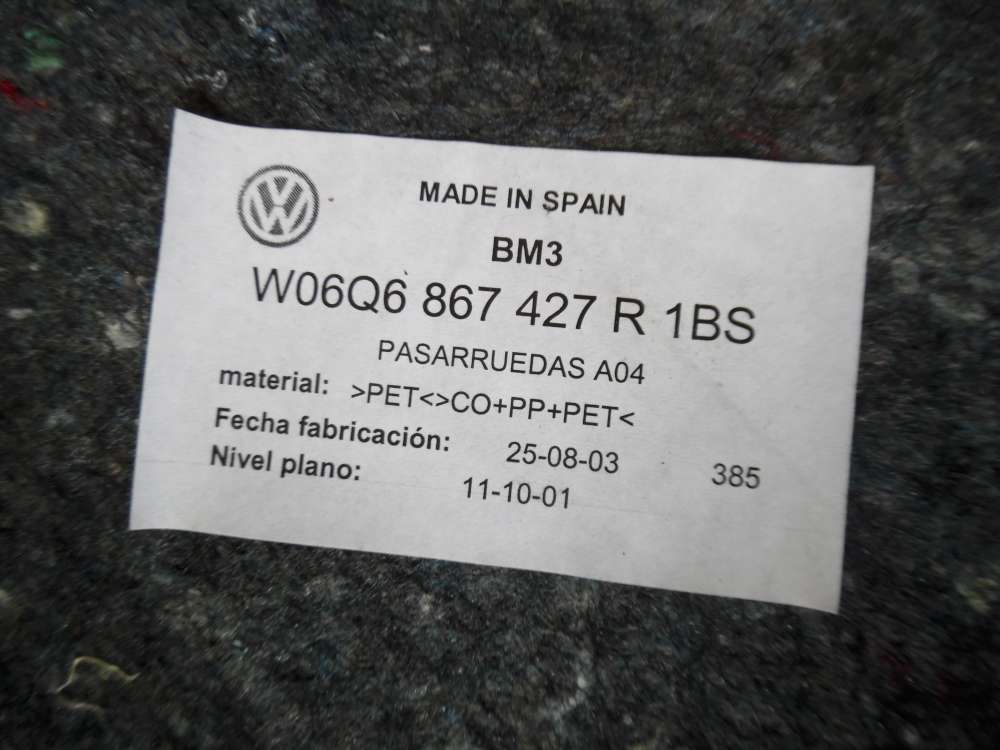 MADE IN SPAIN
BM3
W06Q6 867 427 R 1BS
PASARRUEDAS A04
material: >PET<>CO+PP+PET<
Fecha fabricación: 25-08-03 385
Nivel plano: 11-10-01